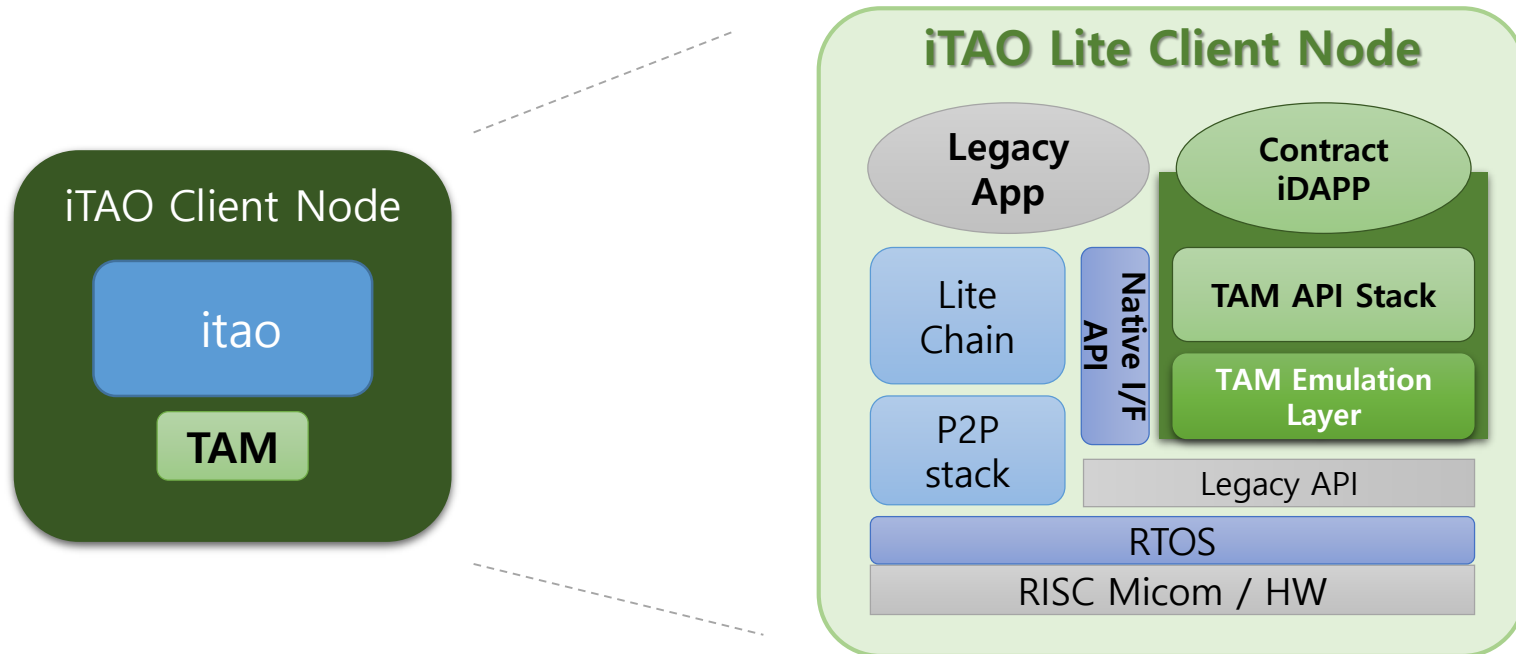 iTAO Client Node
itao
TAM
iTAO Lite Client Node
Legacy
App
Contract
iDAPP
Lite
Chain
Native I/F
API
TAM API Stack
TAM Emulation
Layer
P2P
stack
Legacy API
RTOS
RISC Micom / HW